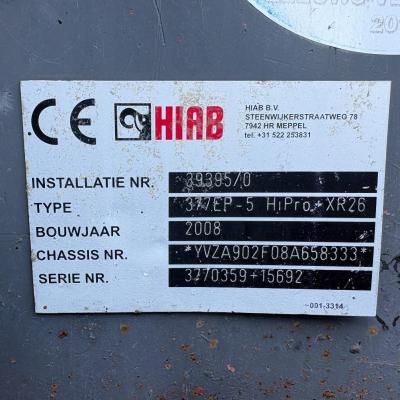 CE HIAB
HIAB B.V.
STEENWIJKERSTRAATWEG 78
7942 HR MEPPEL
tel. +31 522 253831
INSTALLATIE NR. 39395/0
TYPE 377EP-5 HiPro+XR26
BOUWJAAR 2008
CHASSIS NR. *YVZA902F08A658333*
SERIE NR. 3770359+15692
-001-3314